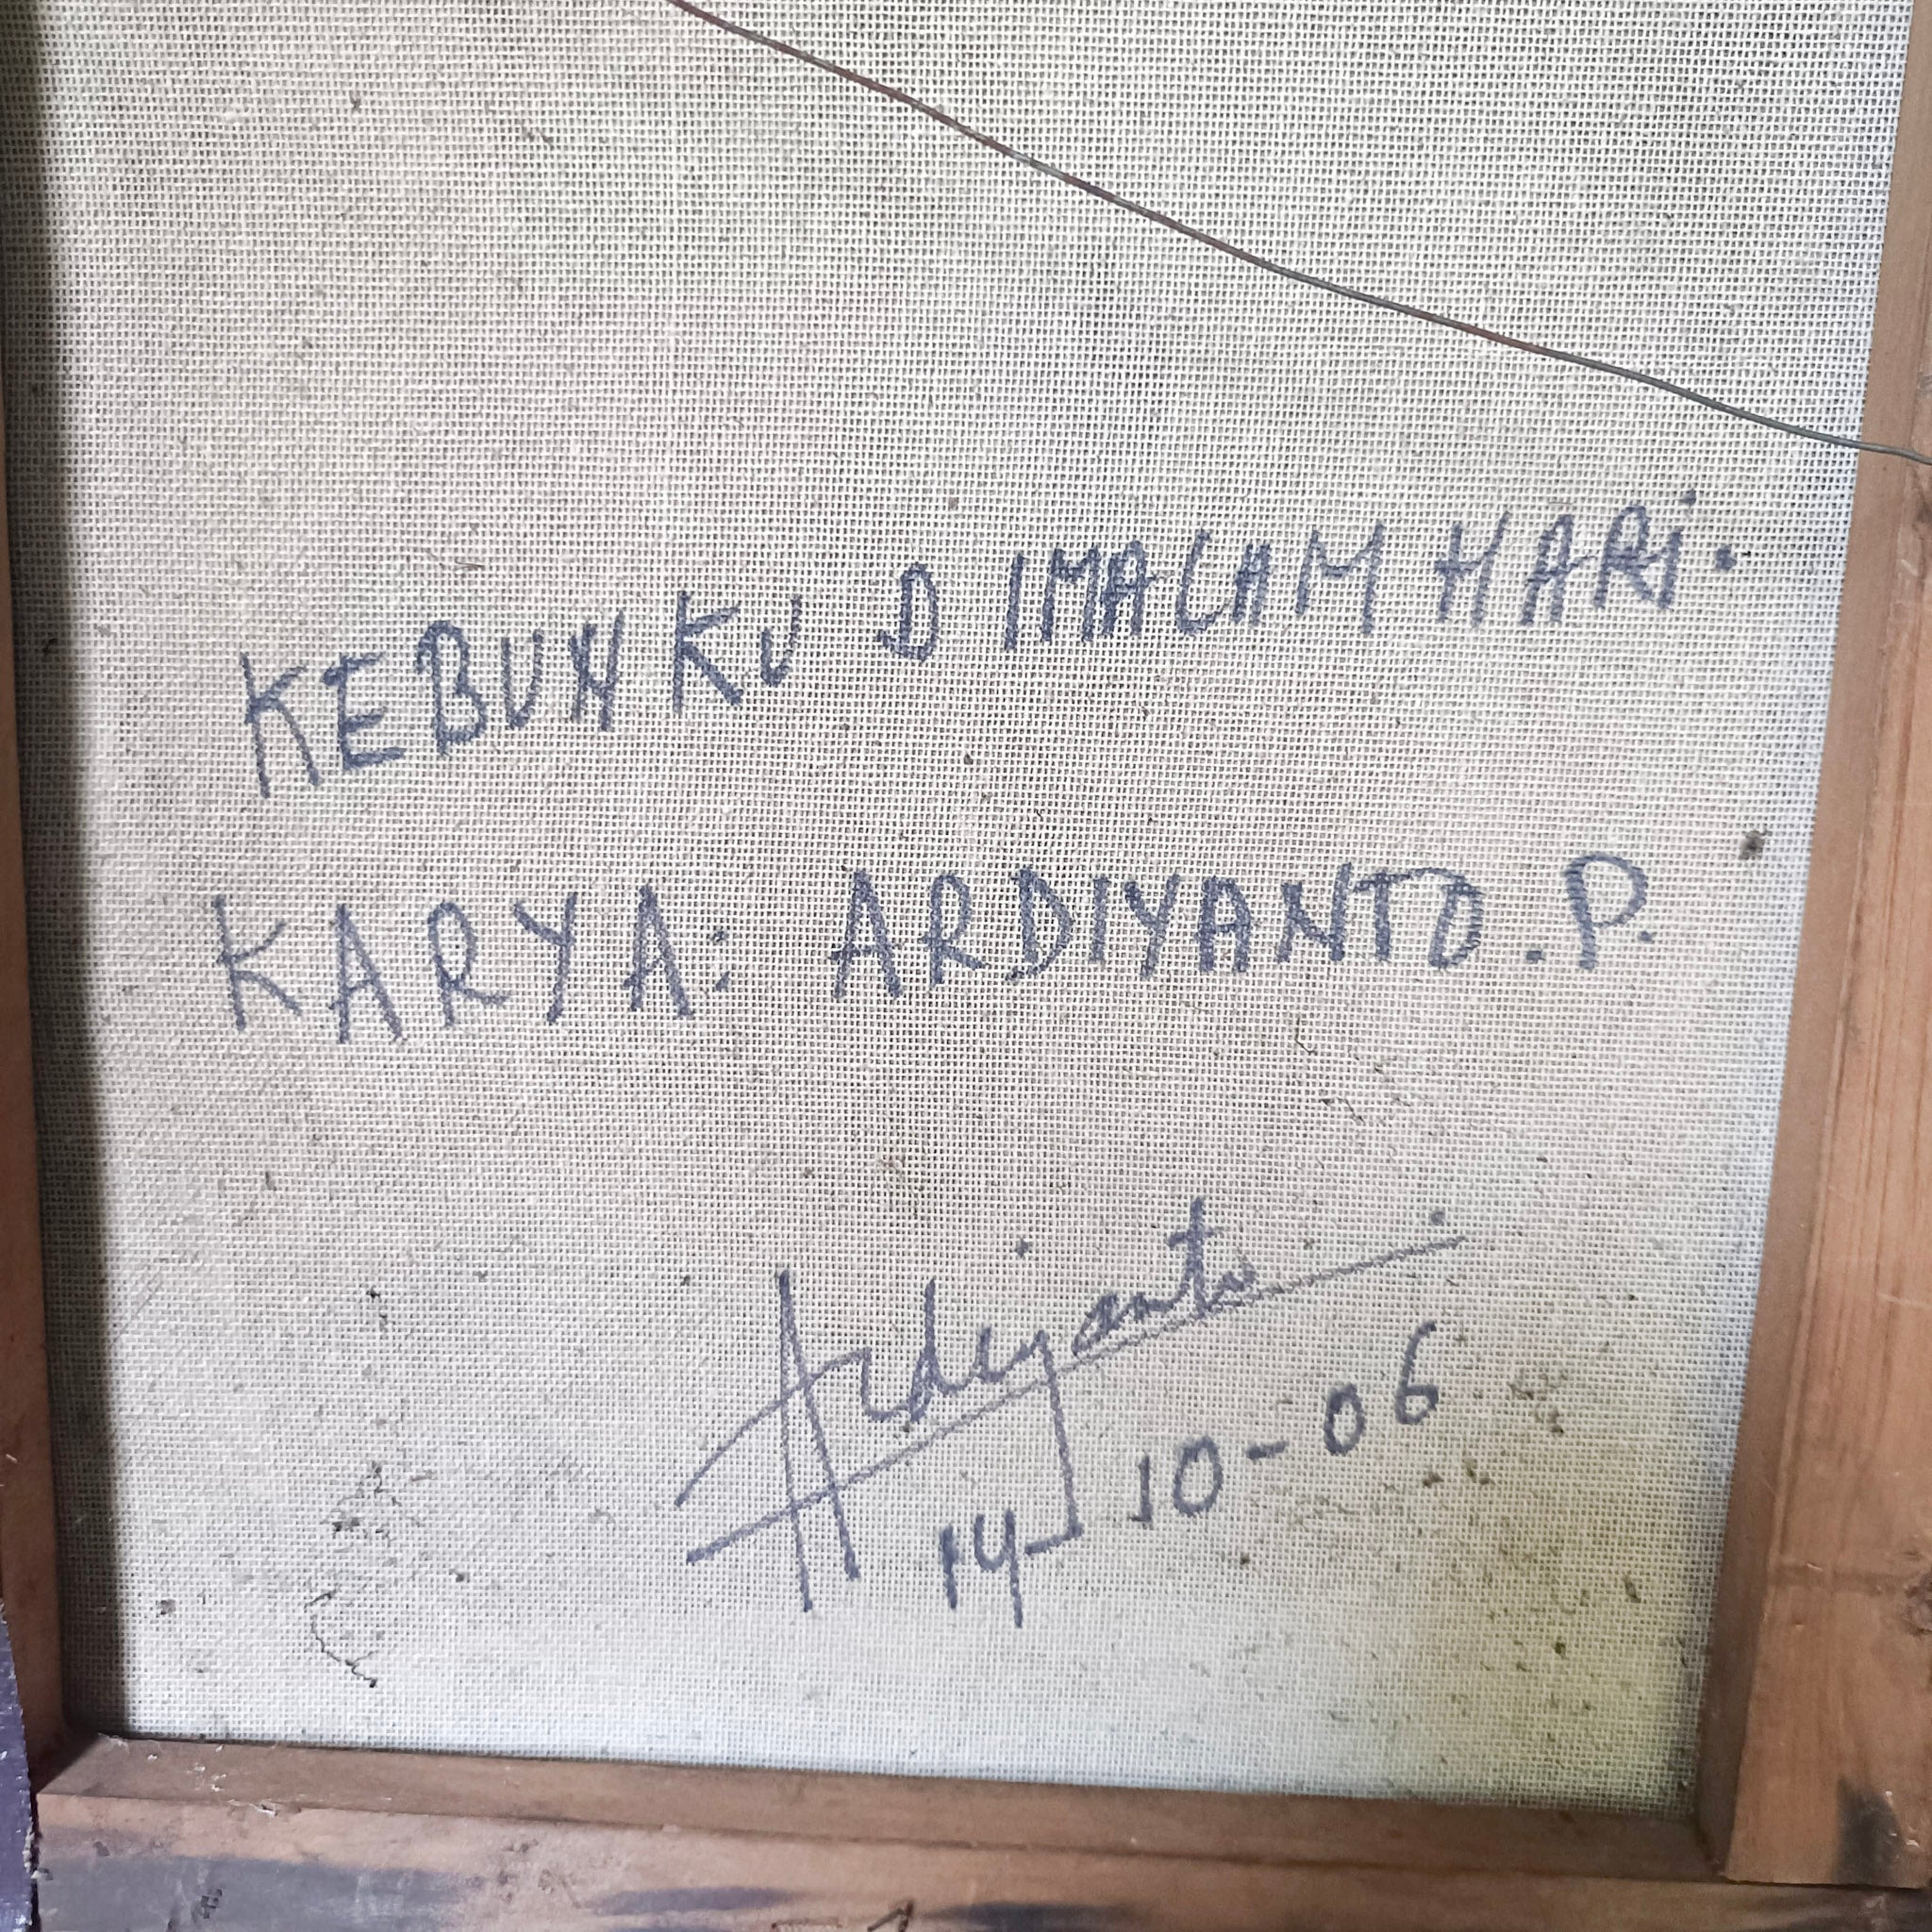 KEBUNKU DIMALAM HARi.
KARYA: ARDIYANTO.P.
Ardiyanto
14-10-06